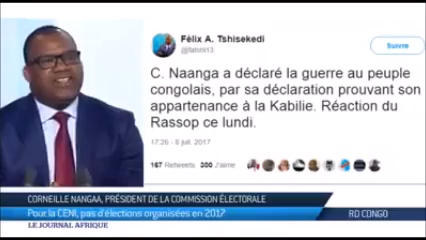 Félix A. Tshisekedi
@fatshi13
Suivre
C. Naanga a déclaré la guerre au peuple
congolais, par sa déclaration prouvant son
appartenance à la Kabilie. Réaction du
Rassop ce lundi.
17:26 - 8 juil. 2017
167 Retweets 300 J'aime
CORNEILLE NANGAA, PRÉSIDENT DE LA COMMISSION ÉLECTORALE
Pour la CENI, pas d'élections organisées en 2017
RD CONGO
LE JOURNAL AFRIQUE